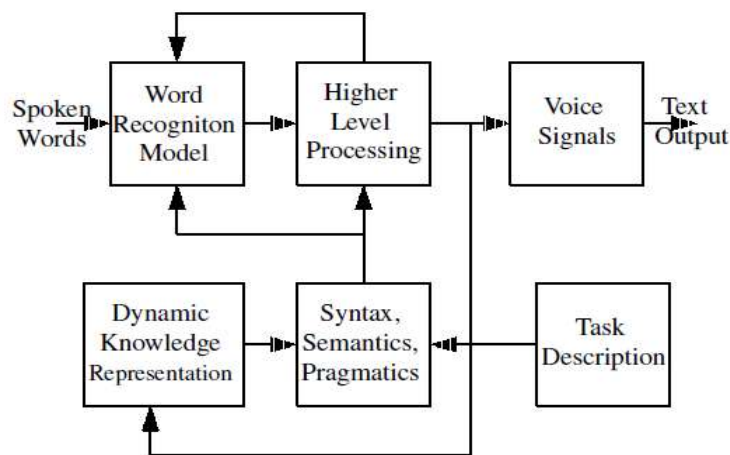 Spoken
Words
Word
Recogniton
Model
Higher
Level
Processing
Voice
Signals
Text
Output
Dynamic
Knowledge
Representation
Syntax,
Semantics,
Pragmatics
Task
Description